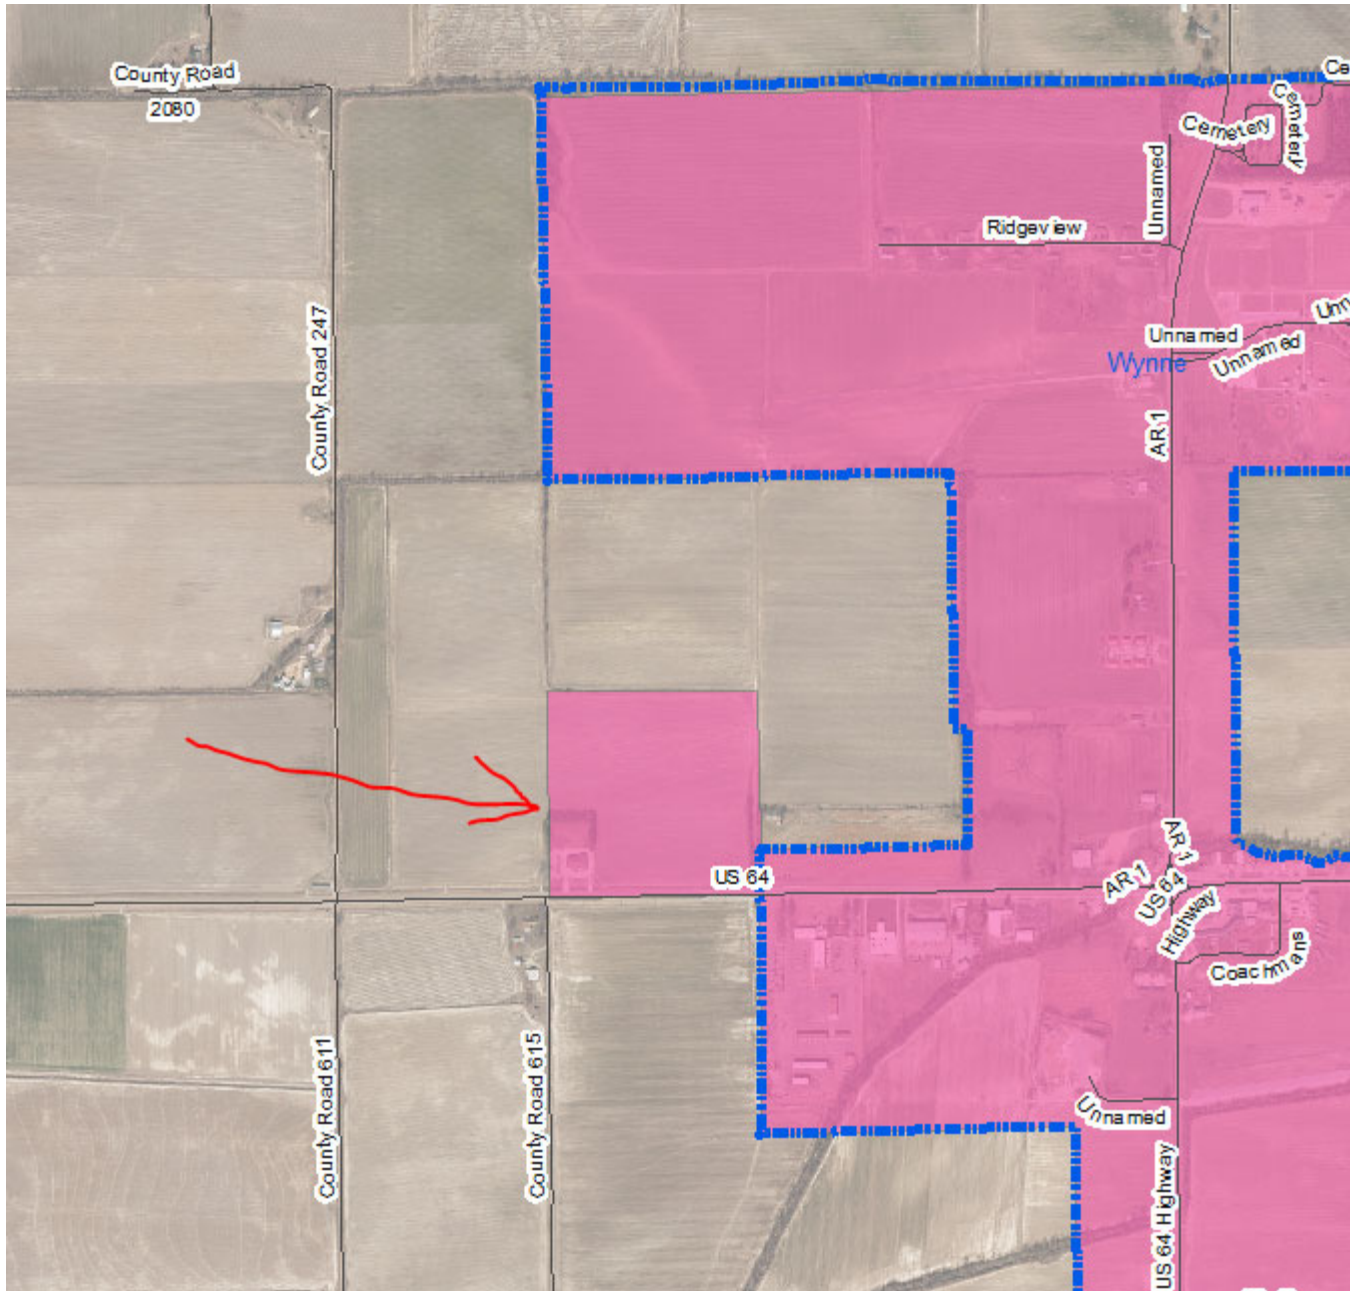 County Road
2080
Ce
Cemetery
Cemetery
Unnamed
Ridgeview
County Road 247
Unn
Unnamed
Unnamed
Wynne
AR 1
AR 1
US 64
AR 1
US 64
Highway
Coachmans
County Road 611
County Road 615
Unnamed
US 64 Highway